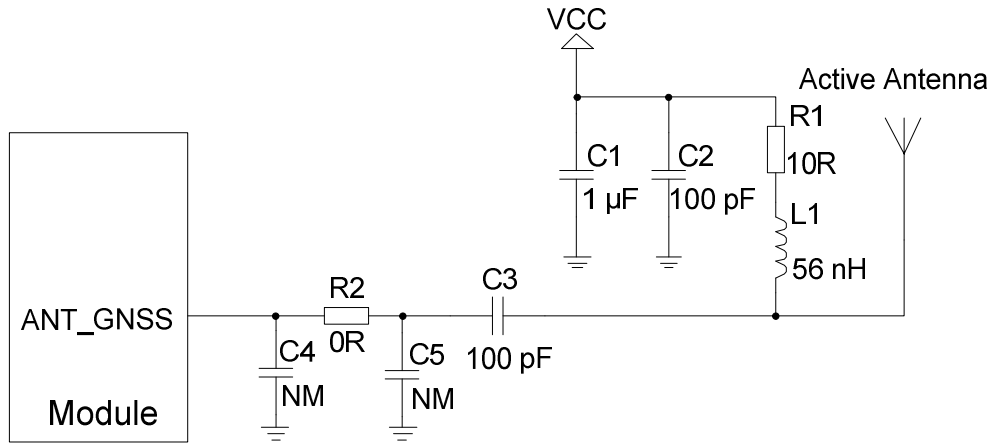 VCC
Active Antenna
R1
10R
C1
1 µF
C2
100 pF
L1
56 nH
C3
100 pF
R2
0R
ANT_GNSS
C4
NM
C5
NM
Module